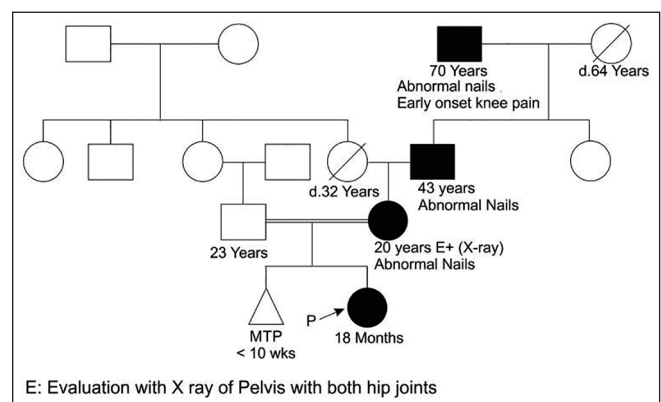 70 Years
Abnormal nails
Early onset knee pain
d.64 Years
d.32 Years
43 years
Abnormal Nails
23 Years
20 years E+ (X-ray)
Abnormal Nails
P
MTP
< 10 wks
18 Months
E: Evaluation with X ray of Pelvis with both hip joints